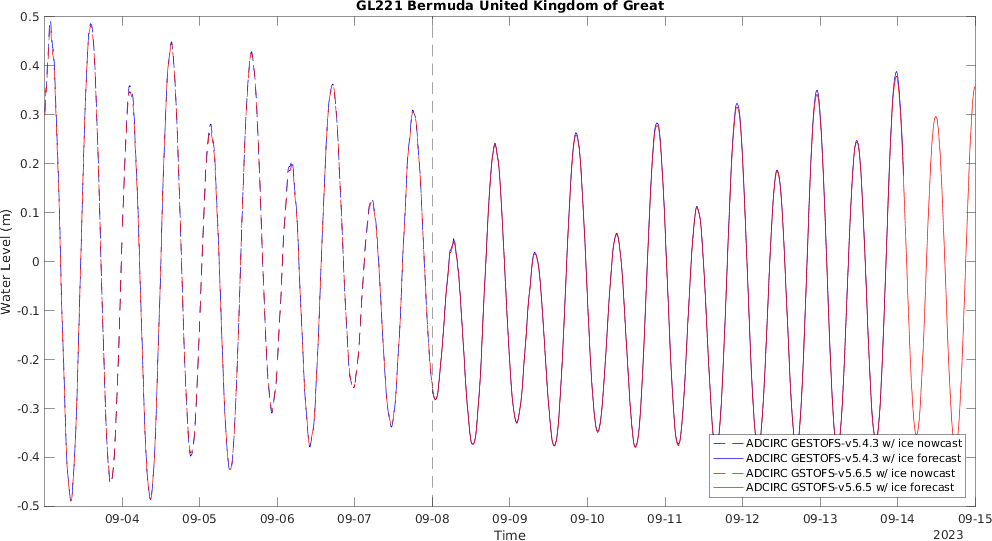 GL221 Bermuda United Kingdom of Great
0.5
0.4
0.3
0.2
0.1
0
-0.1
-0.2
-0.3
-0.4
-0.5
Water Level (m)
ADCIRC GESTOFS-v5.4.3 w/ ice nowcast
ADCIRC GESTOFS-v5.4.3 w/ ice forecast
ADCIRC GSTOFS-v5.6.5 w/ ice nowcast
ADCIRC GSTOFS-v5.6.5 w/ ice forecast
09-04 09-05 09-06 09-07 09-08 09-09 09-10 09-11 09-12 09-13 09-14 09-15
Time
2023